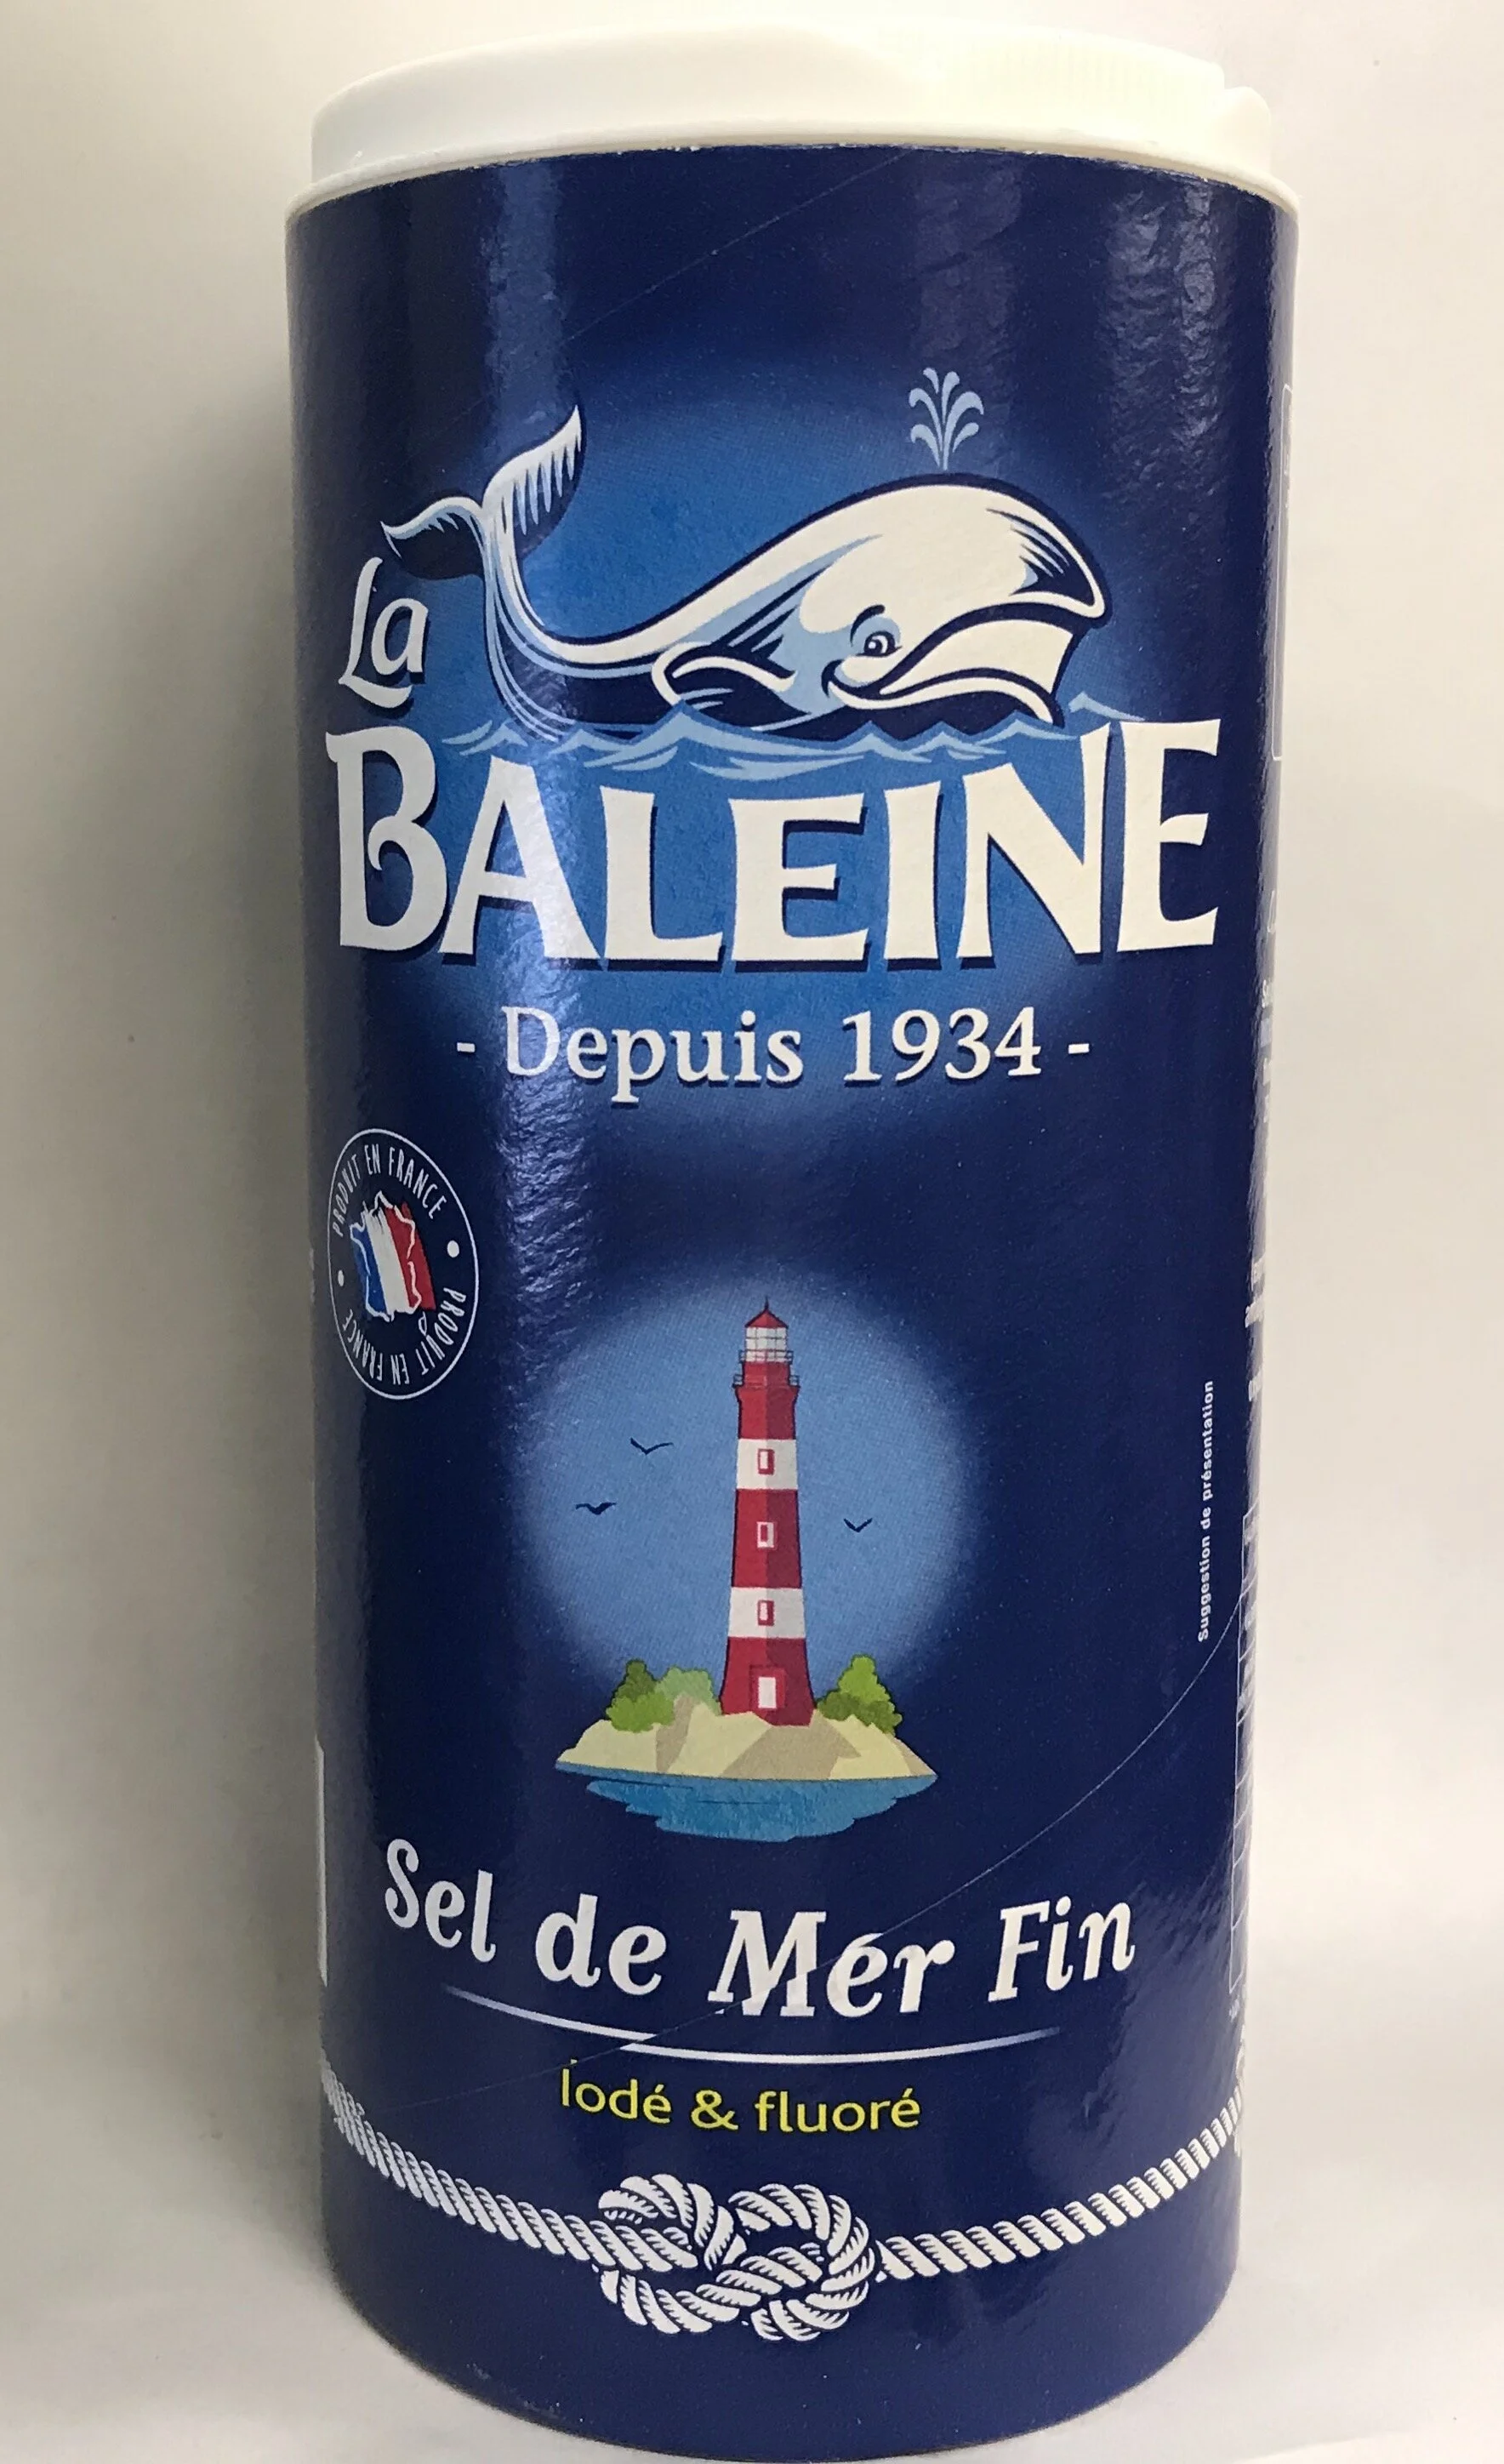 La
BALEINE
- Depuis 1934 -
PRODUIT EN FRANCE • PRODUIT EN FRANCE •
Suggestion de présentation
Sel de Mer Fin
Iodé & fluoré